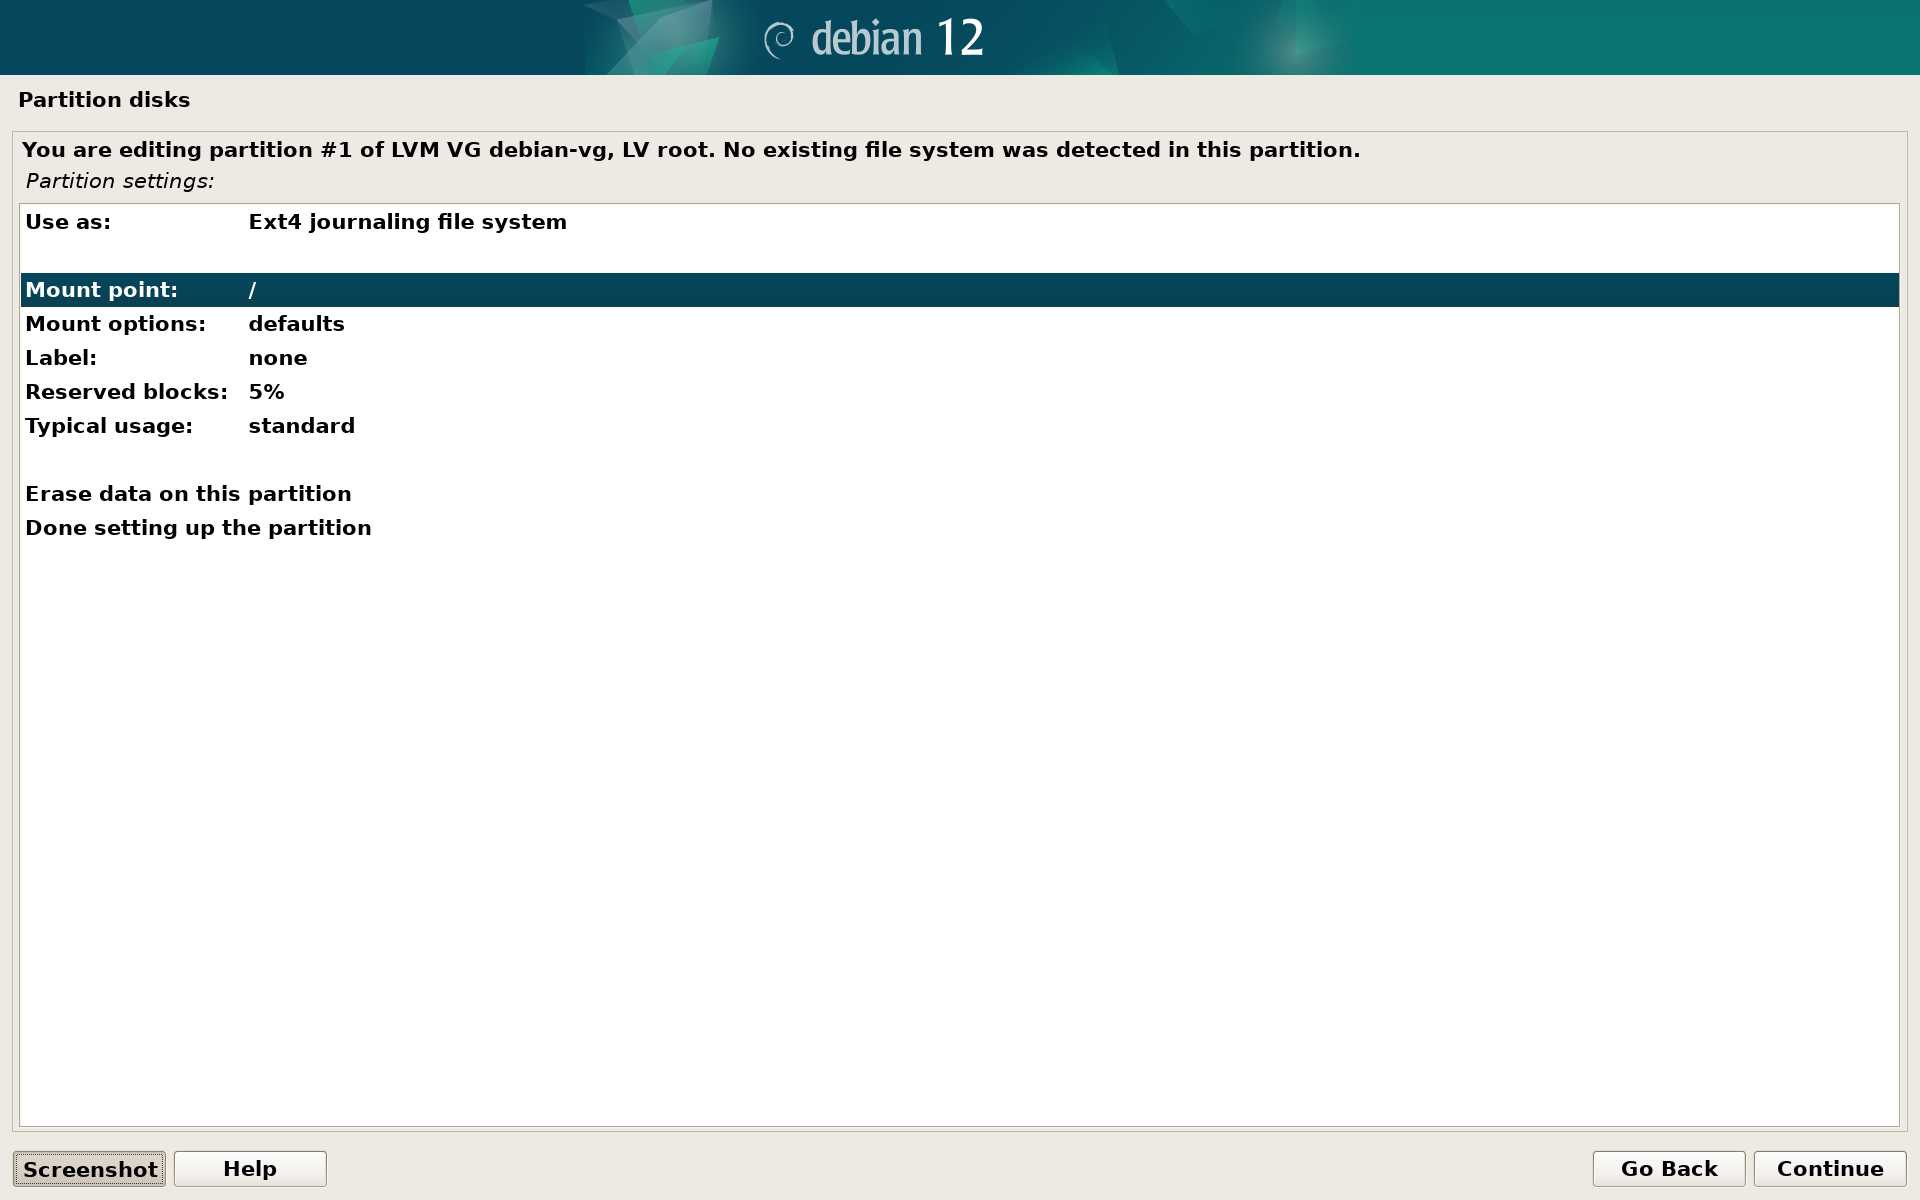 debian 12
Partition disks
You are editing partition #1 of LVM VG debian-vg, LV root. No existing file system was detected in this partition.
Partition settings:
Use as: Ext4 journaling file system
Mount point: /
Mount options: defaults
Label: none
Reserved blocks: 5%
Typical usage: standard
Erase data on this partition
Done setting up the partition
Screenshot Help Go Back Continue